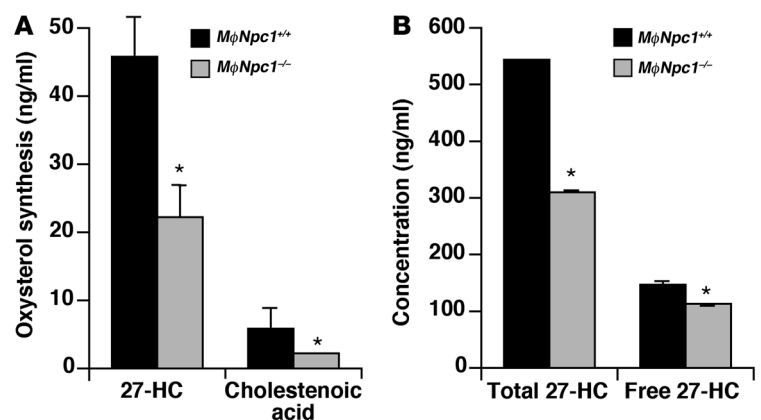 A
Oxysterol synthesis (ng/ml)
50
40
30
20
10
0
MφNpc1+/+
MφNpc1−/−
*
*
27-HC
Cholestenoic
acid
B
Concentration (ng/ml)
600
500
400
300
200
100
0
MφNpc1+/+
MφNpc1−/−
*
*
Total 27-HC
Free 27-HC